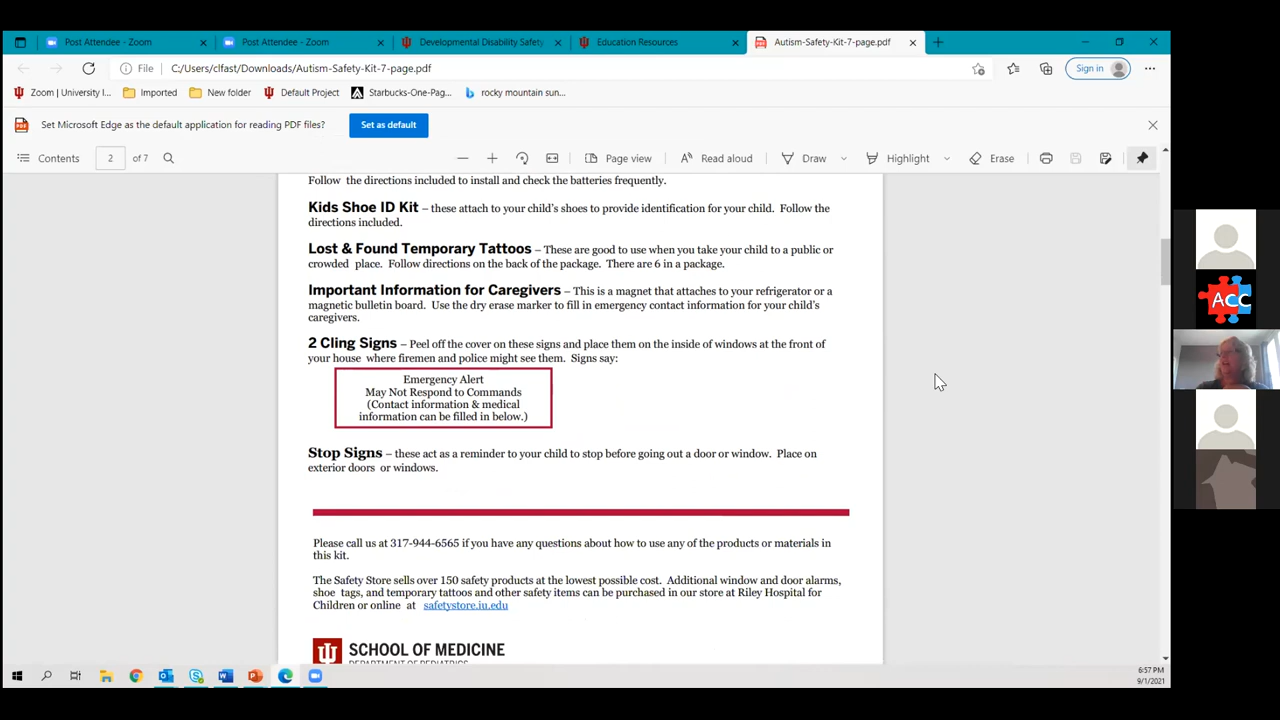 Post Attendee - Zoom
Post Attendee - Zoom
Developmental Disability Safety
Education Resources
Autism-Safety-Kit-7-page.pdf
File
C:/Users/clfast/Downloads/Autism-Safety-Kit-7-page.pdf
Sign in
Zoom | University I...
Imported
New folder
Default Project
Starbucks-One-Pag...
rocky mountain sun...
Set Microsoft Edge as the default application for reading PDF files?
Set as default
Contents
2
of 7
Page view
Read aloud
Draw
Highlight
Erase
Follow the directions included to install and check the batteries frequently.
Kids Shoe ID Kit – these attach to your child's shoes to provide identification for your child. Follow the
directions included.
Lost & Found Temporary Tattoos – These are good to use when you take your child to a public or
crowded place. Follow directions on the back of the package. There are 6 in a package.
Important Information for Caregivers – This is a magnet that attaches to your refrigerator or a
magnetic bulletin board. Use the dry erase marker to fill in emergency contact information for your child's
caregivers.
2 Cling Signs – Peel off the cover on these signs and place them on the inside of windows at the front of
your house where firemen and police might see them. Signs say:
Emergency Alert
May Not Respond to Commands
(Contact information & medical
information can be filled in below.)
Stop Signs – these act as a reminder to your child to stop before going out a door or window. Place on
exterior doors or windows.
Please call us at 317-944-6565 if you have any questions about how to use any of the products or materials in
this kit.
The Safety Store sells over 150 safety products at the lowest possible cost. Additional window and door alarms,
shoe tags, and temporary tattoos and other safety items can be purchased in our store at Riley Hospital for
Children or online at safetystore.iu.edu
SCHOOL OF MEDICINE
DEPARTMENT OF PEDIATRICS
ACC
6:57 PM
9/1/2021